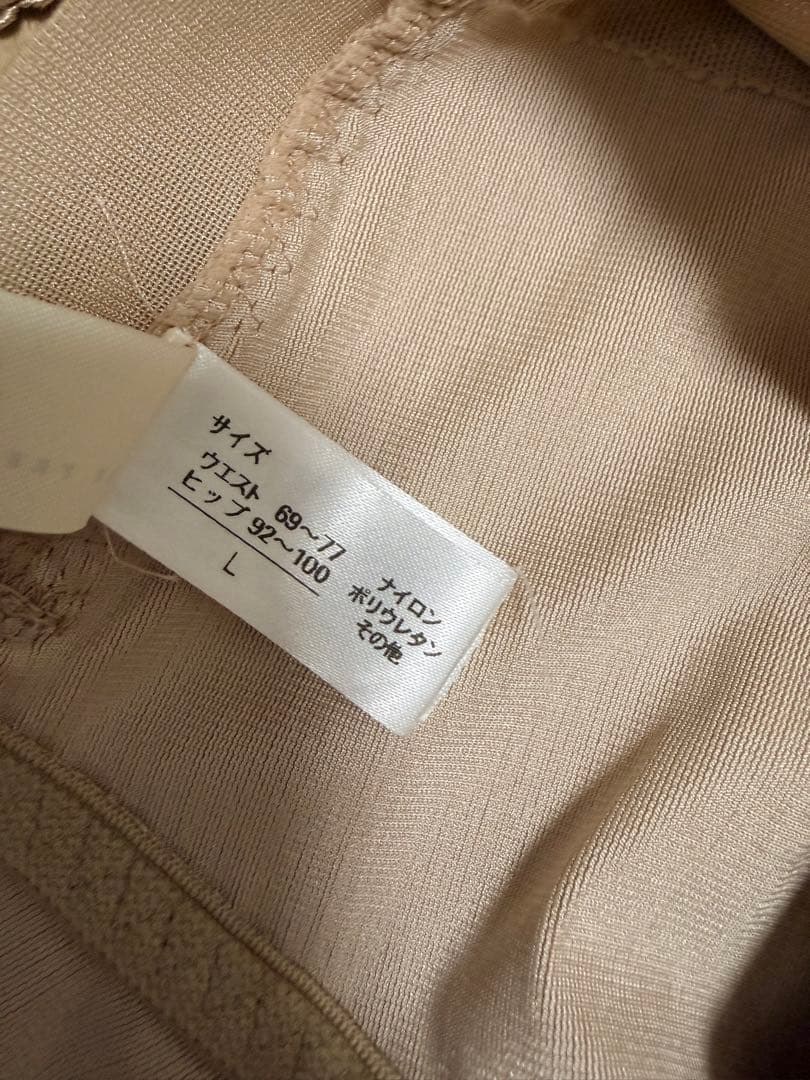 サイズ
ウエスト 69〜77
ヒップ 92〜100
L
ナイロン
ポリウレタン
その他